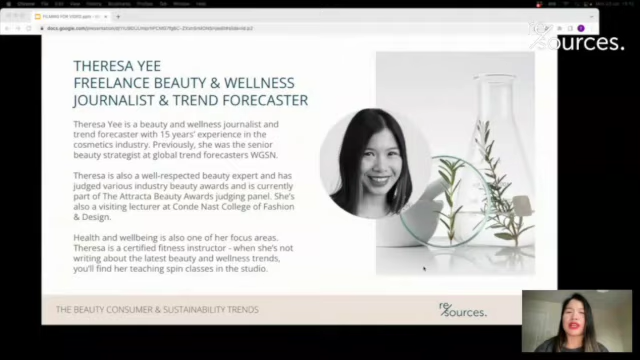 re/sources.
THERESA YEE
FREELANCE BEAUTY & WELLNESS
JOURNALIST & TREND FORECASTER
Theresa Yee is a beauty and wellness journalist and
trend forecaster with 15 years' experience in the
cosmetics industry. Previously, she was the senior
beauty strategist at global trend forecasters WGSN.
Theresa is also a well-respected beauty expert and has
judged various industry beauty awards and is currently
part of The Attracta Beauty Awards judging panel. She's
also a visiting lecturer at Conde Nast College of Fashion
& Design.
Health and wellbeing is also one of her focus areas.
Theresa is a certified fitness instructor - when she's not
writing about the latest beauty and wellness trends,
you'll find her teaching spin classes in the studio.
THE BEAUTY CONSUMER & SUSTAINABILITY TRENDS
re/sources.